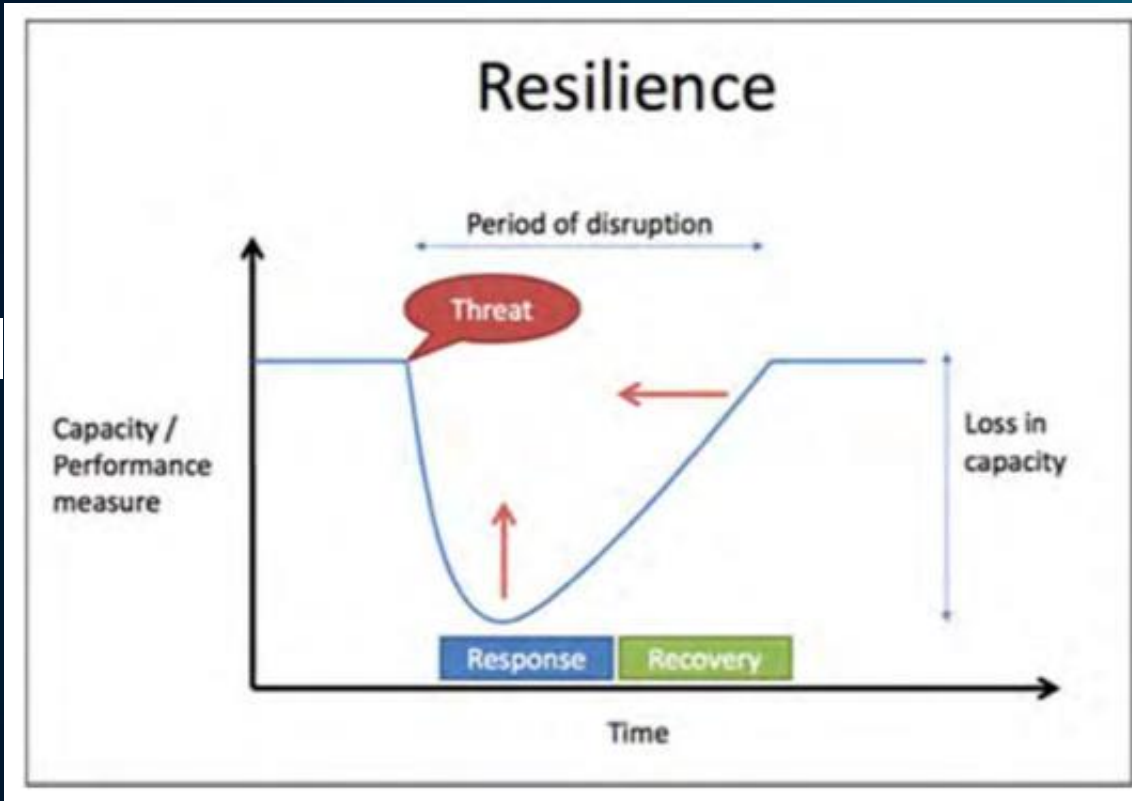 Resilience
Period of disruption
Threat
Capacity /
Performance
measure
Loss in
capacity
Response
Recovery
Time